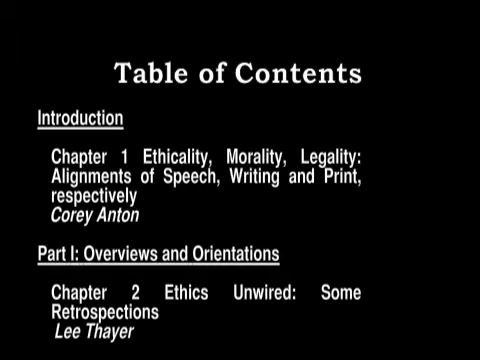 Table of Contents
Introduction
Chapter 1 Ethicality, Morality, Legality:
Alignments of Speech, Writing and Print,
respectively
Corey Anton
Part I: Overviews and Orientations
Chapter 2 Ethics Unwired: Some
Retrospections
Lee Thayer